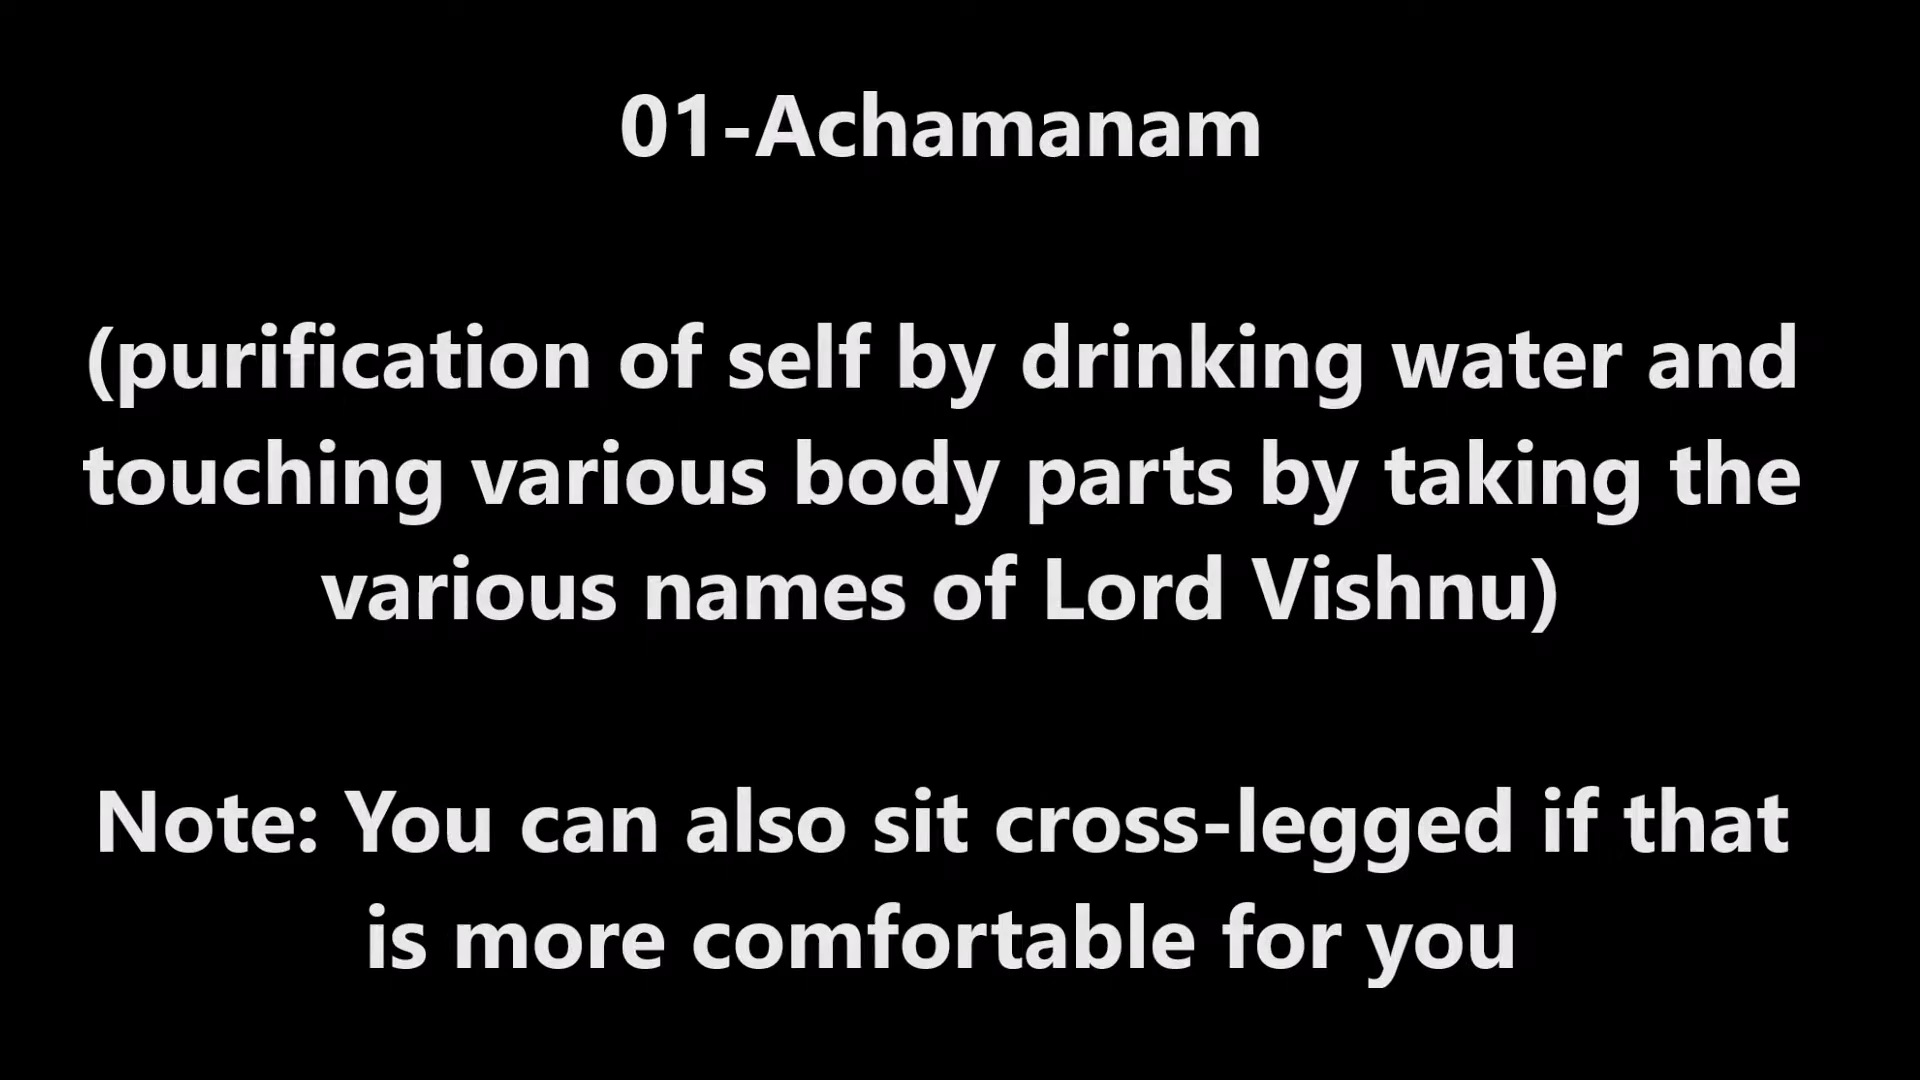 01-Achamanam
(purification of self by drinking water and
touching various body parts by taking the
various names of Lord Vishnu)
Note: You can also sit cross-legged if that
is more comfortable for you